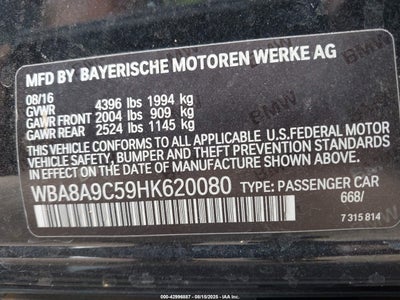 MFD BY BAYERISCHE MOTOREN WERKE AG
08/16
GVWR 4396 lbs 1994 kg
GAWR FRONT 2004 lbs 909 kg
GAWR REAR 2524 lbs 1145 kg
THIS VEHICLE CONFORMS TO ALL APPLICABLE U.S.FEDERAL MOTOR
VEHICLE SAFETY, BUMPER AND THEFT PREVENTION STANDARDS IN
EFFECT ON THE DATE OF MANUFACTURE SHOWN ABOVE.
WBA8A9C59HK620080 TYPE: PASSENGER CAR
668/
7 315 814
000-42996887 - 08/15/2025 - IAAI.COM